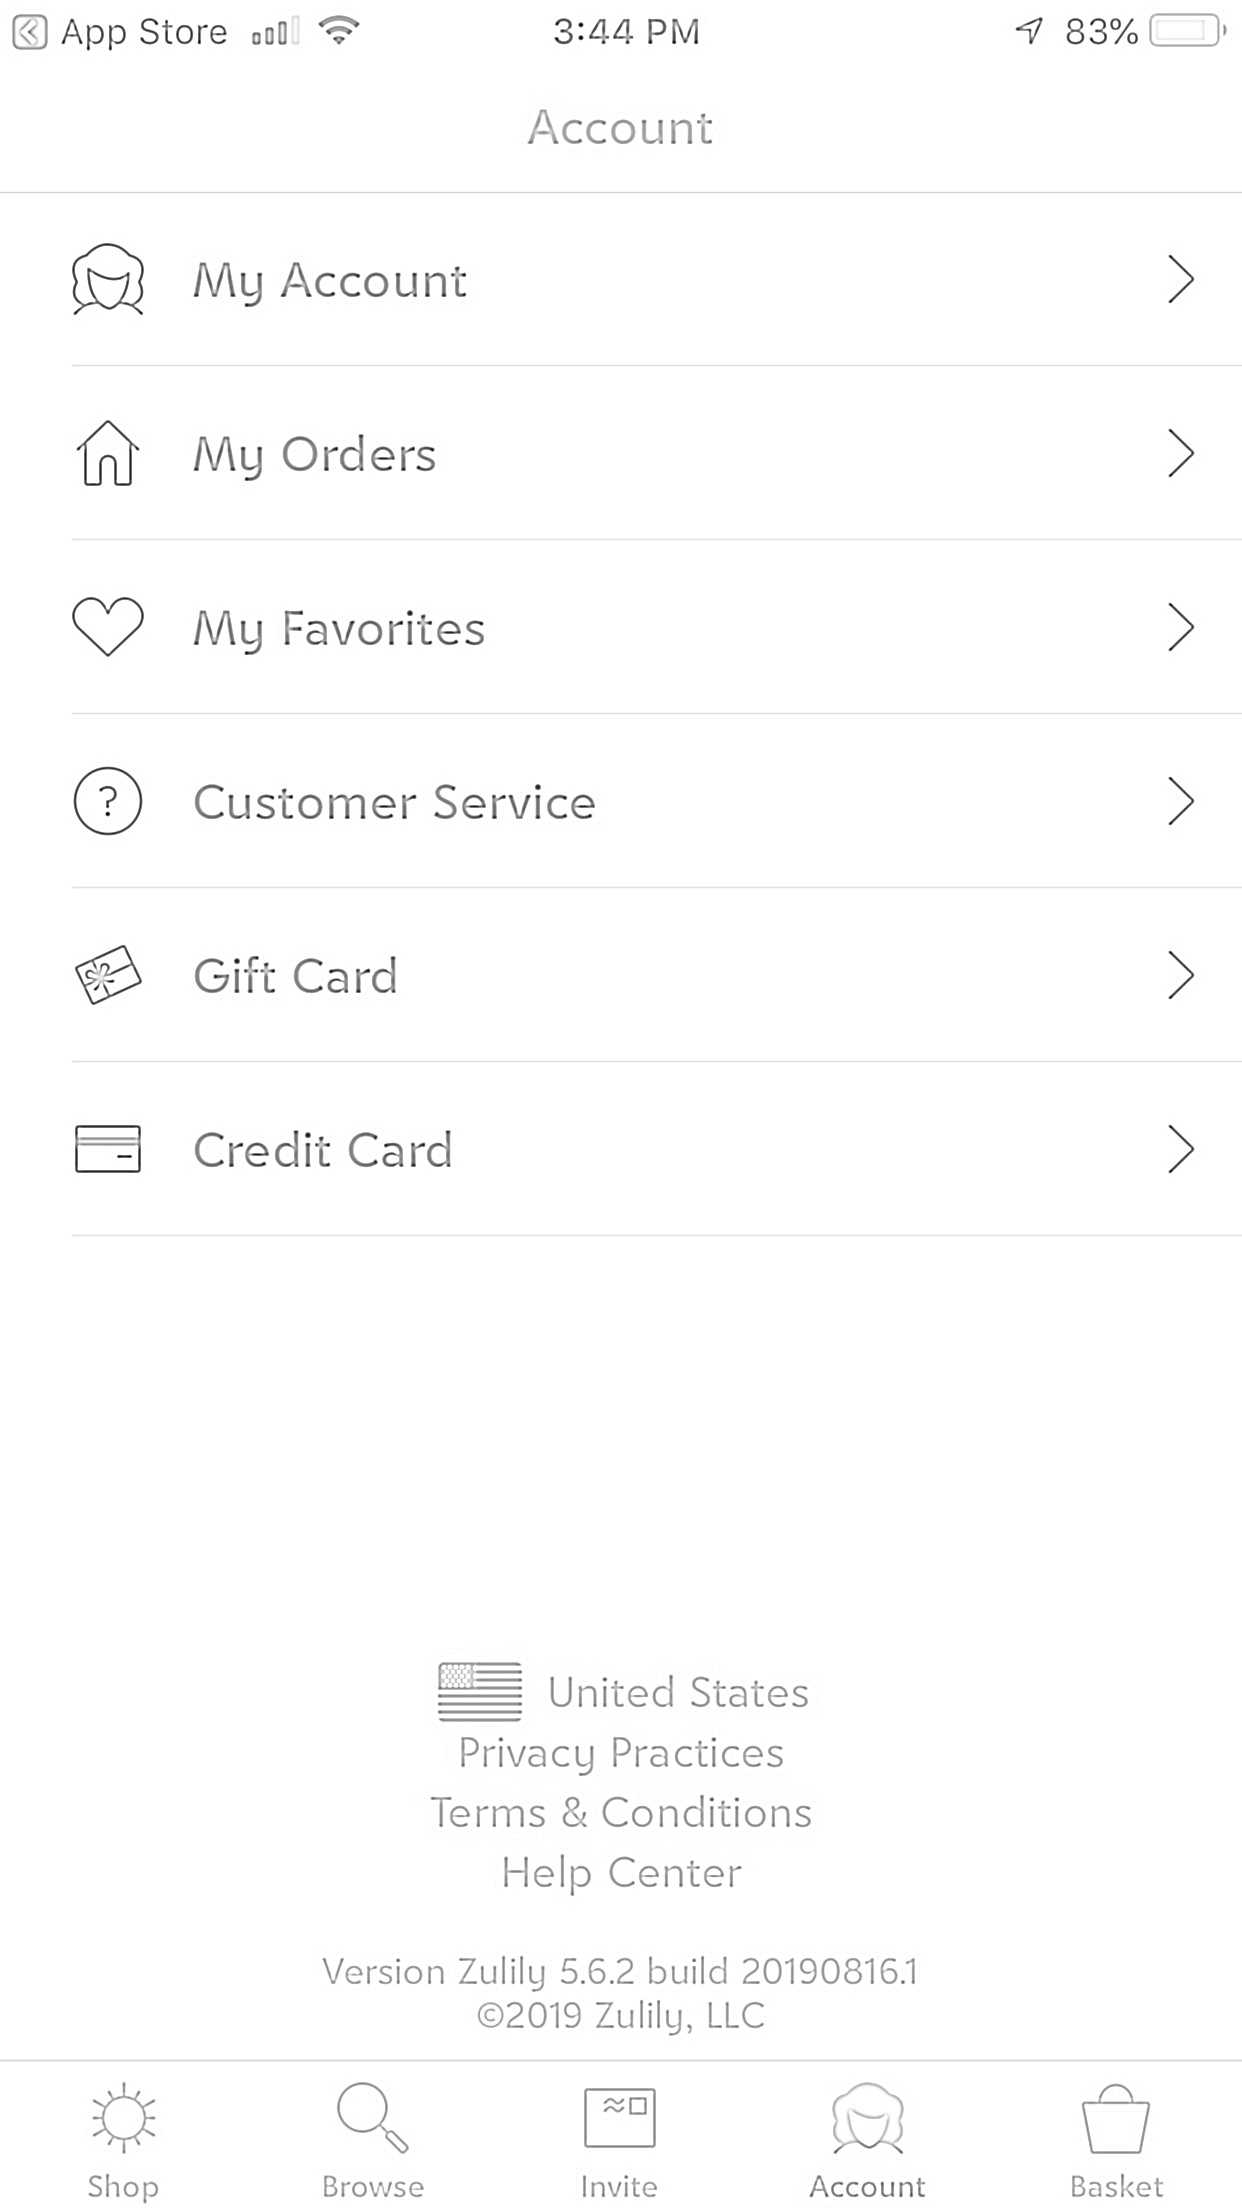 App Store 3:44 PM 83%
Account
My Account
My Orders
My Favorites
? Customer Service
Gift Card
Credit Card
United States
Privacy Practices
Terms & Conditions
Help Center
Version Zulily 5.6.2 build 20190816.1
©2019 Zulily, LLC
Shop Browse Invite Account Basket